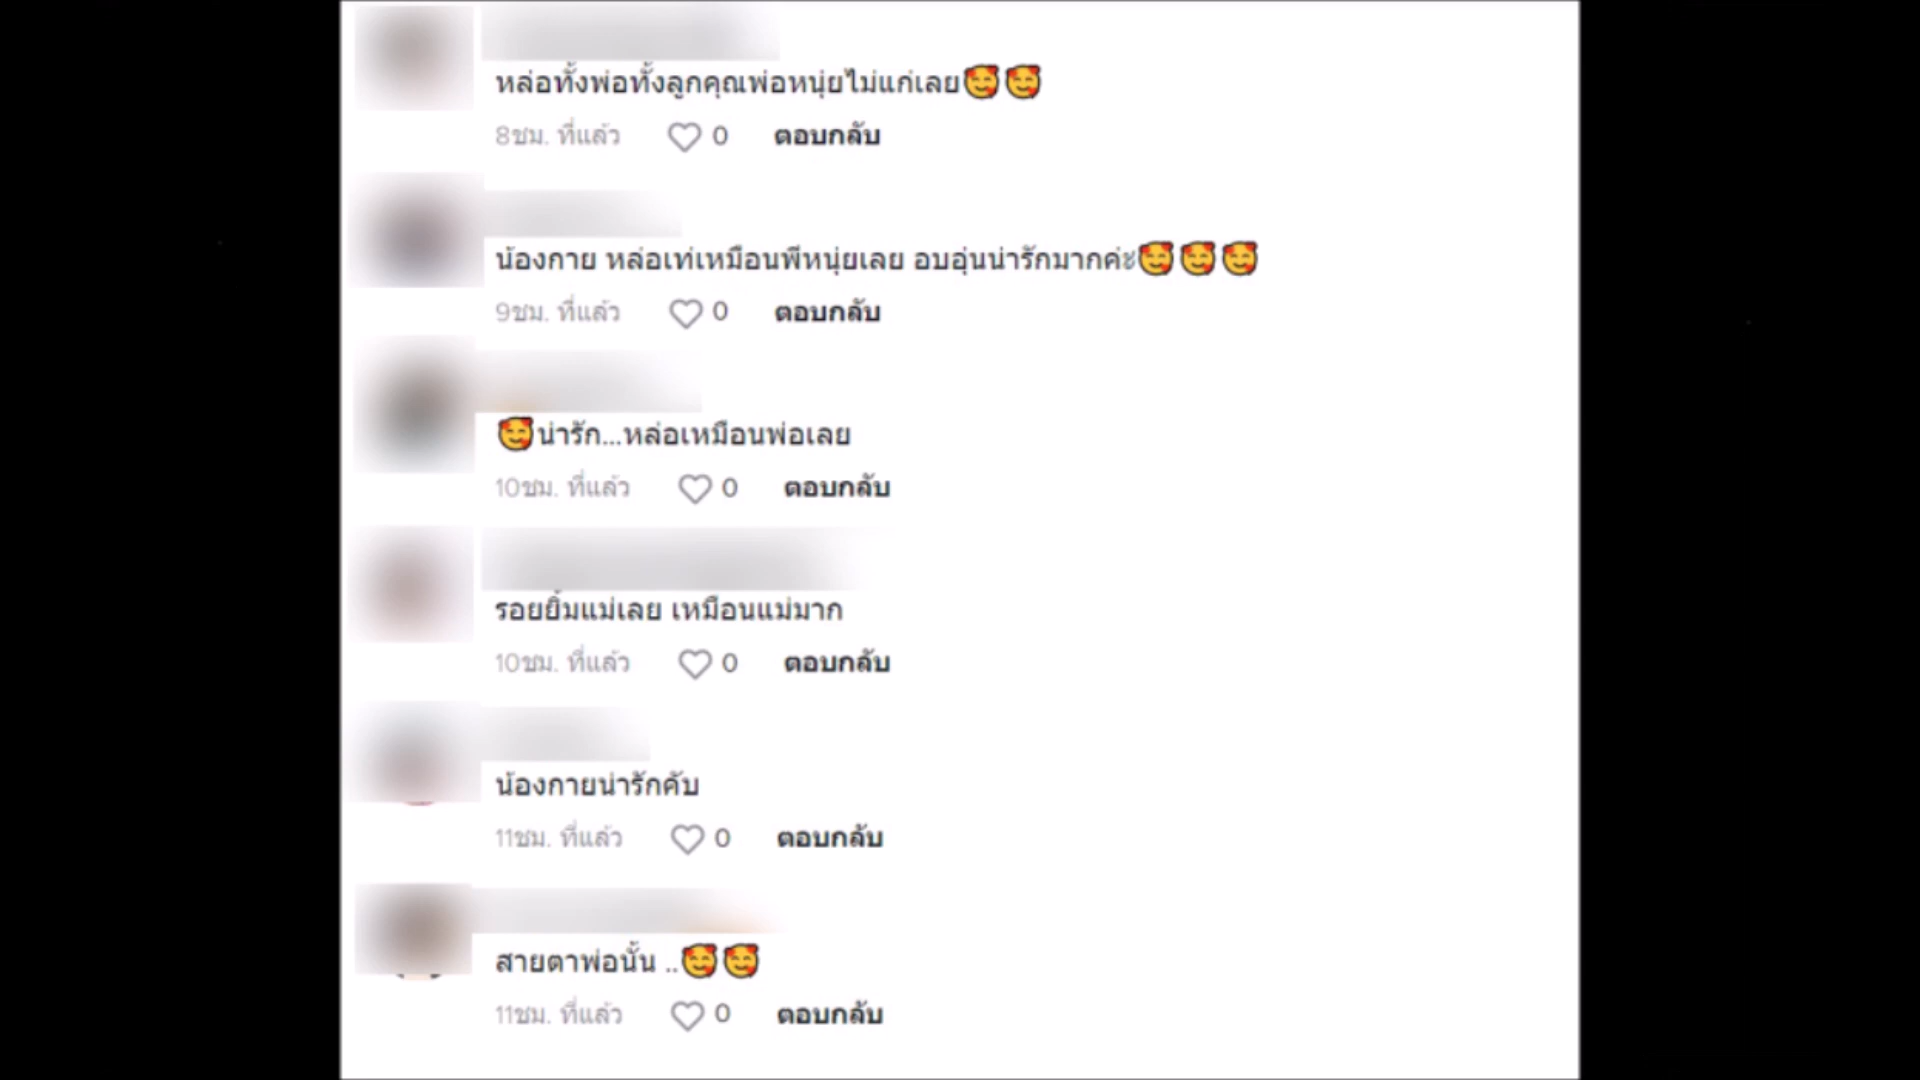 หล่อทั้งพ่อทั้งลูกคุณพ่อหนุ่ยไม่แก่เลย🥰🥰
8ชม. ที่แล้ว 0 ตอบกลับ
น้องกาย หล่อเท่เหมือนพี่หนุ่ยเลย อบอุ่นน่ารักมากค่ะ🥰🥰🥰
9ชม. ที่แล้ว 0 ตอบกลับ
🥰น่ารัก...หล่อเหมือนพ่อเลย
10ชม. ที่แล้ว 0 ตอบกลับ
รอยยิ้มแม่เลย เหมือนแม่มาก
10ชม. ที่แล้ว 0 ตอบกลับ
น้องกายน่ารักคับ
11ชม. ที่แล้ว 0 ตอบกลับ
สายตาพ่อนั้น ..🥰🥰
11ชม. ที่แล้ว 0 ตอบกลับ